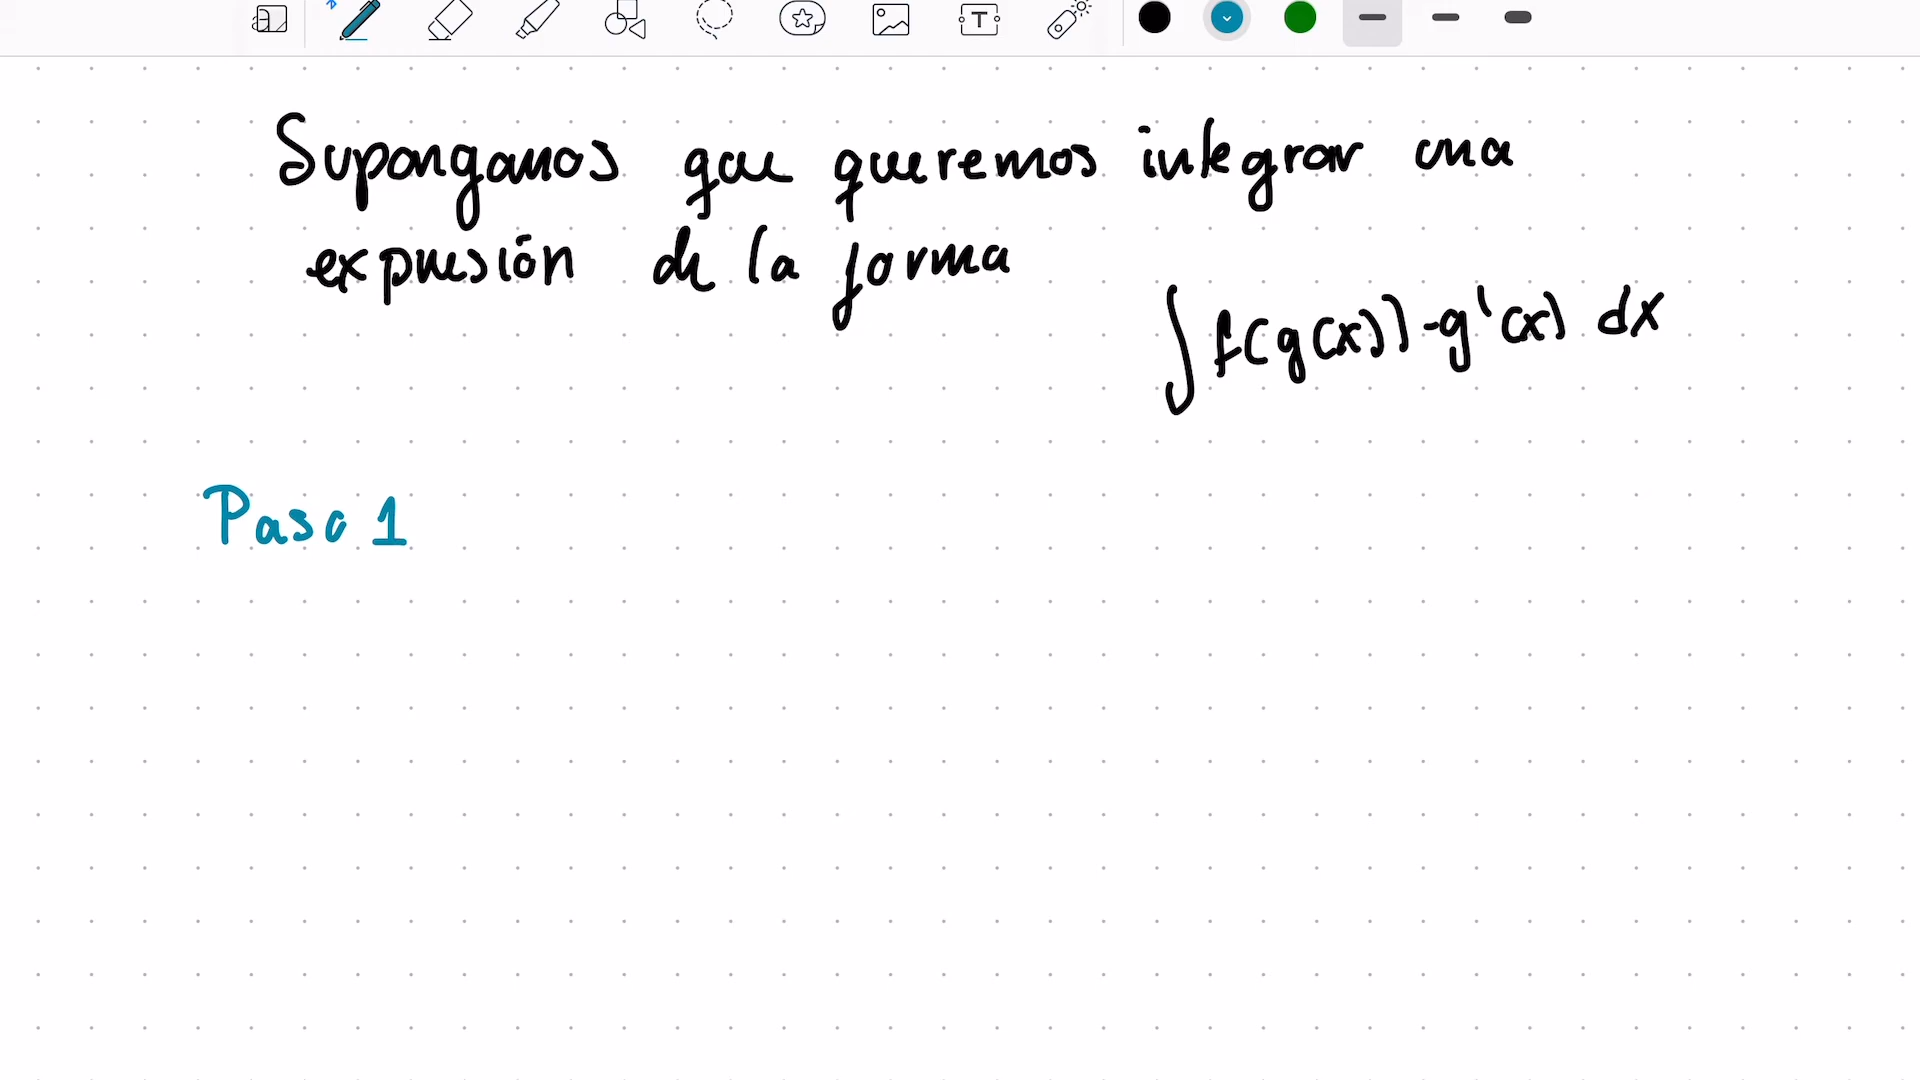 Supongamos que queremos integrar una
expresión de la forma
∫ f(g(x)) · g'(x) dx
Paso 1